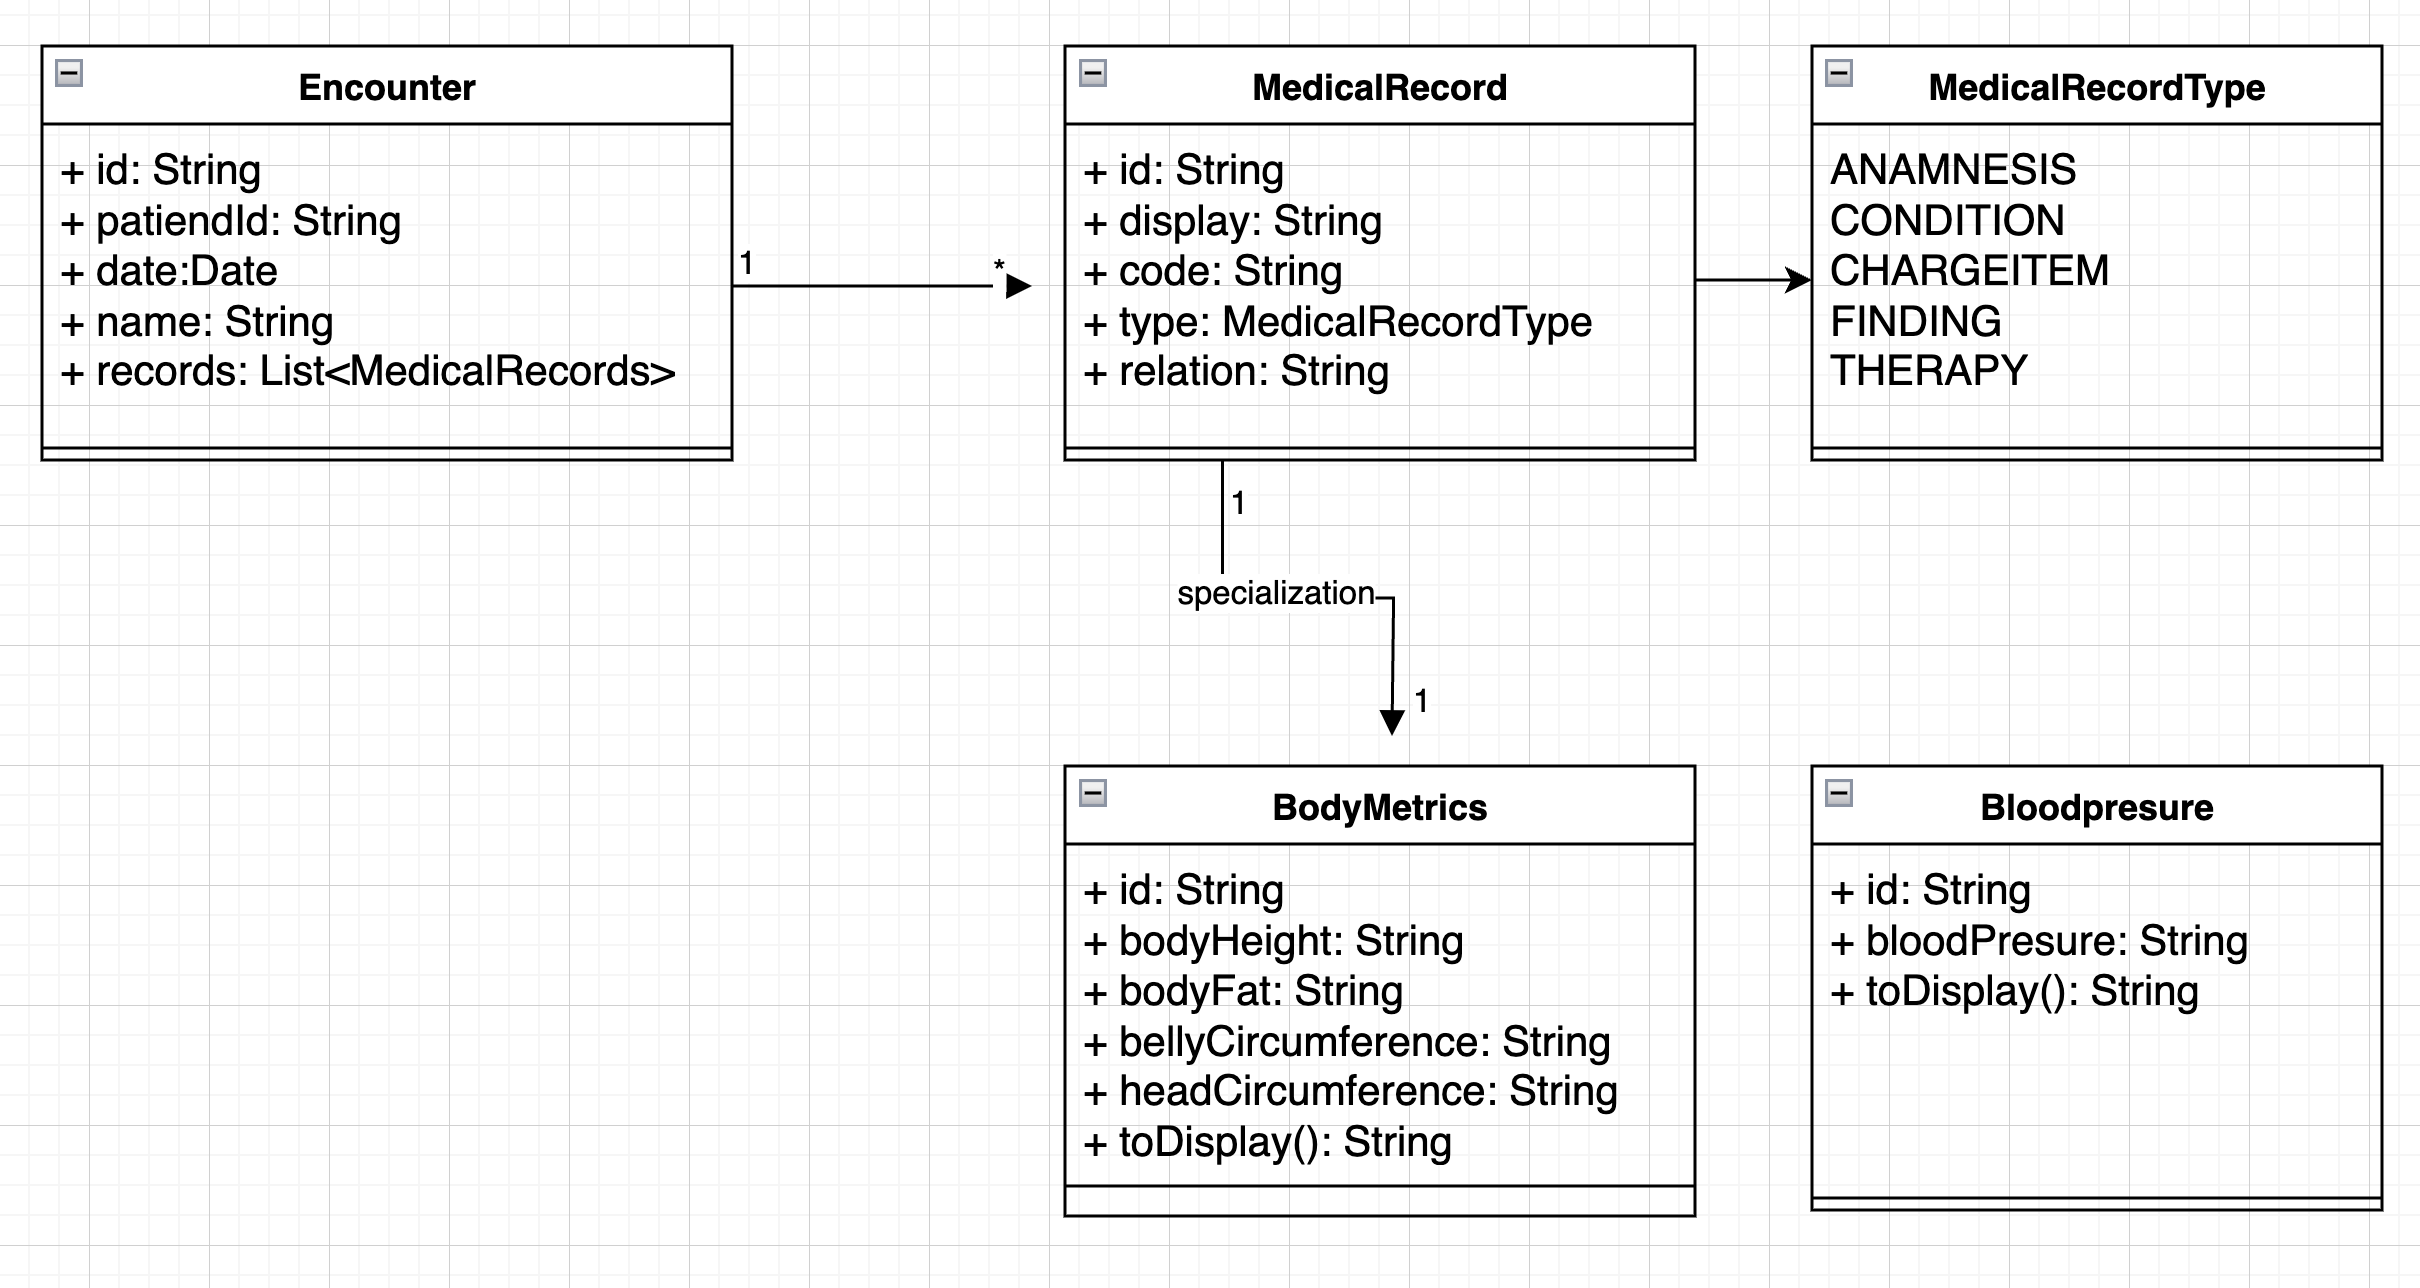 Encounter
+ id: String
+ patiendId: String
+ date:Date
+ name: String
+ records: List<MedicalRecords>
1
*
MedicalRecord
+ id: String
+ display: String
+ code: String
+ type: MedicalRecordType
+ relation: String
MedicalRecordType
ANAMNESIS
CONDITION
CHARGEITEM
FINDING
THERAPY
1
specialization
1
BodyMetrics
+ id: String
+ bodyHeight: String
+ bodyFat: String
+ bellyCircumference: String
+ headCircumference: String
+ toDisplay(): String
Bloodpresure
+ id: String
+ bloodPresure: String
+ toDisplay(): String